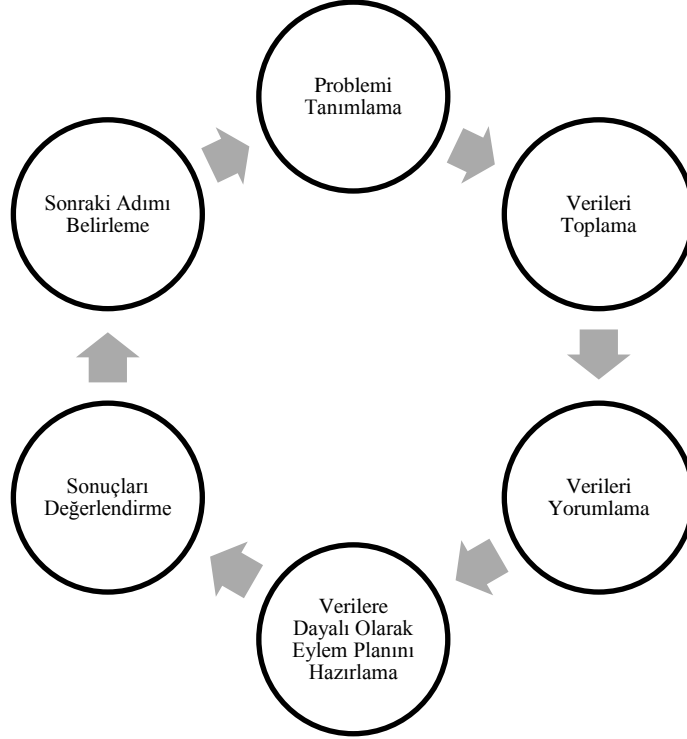 Problemi
Tanımlama
Verileri
Toplama
Verileri
Yorumlama
Verilere
Dayalı Olarak
Eylem Planını
Hazırlama
Sonuçları
Değerlendirme
Sonraki Adımı
Belirleme